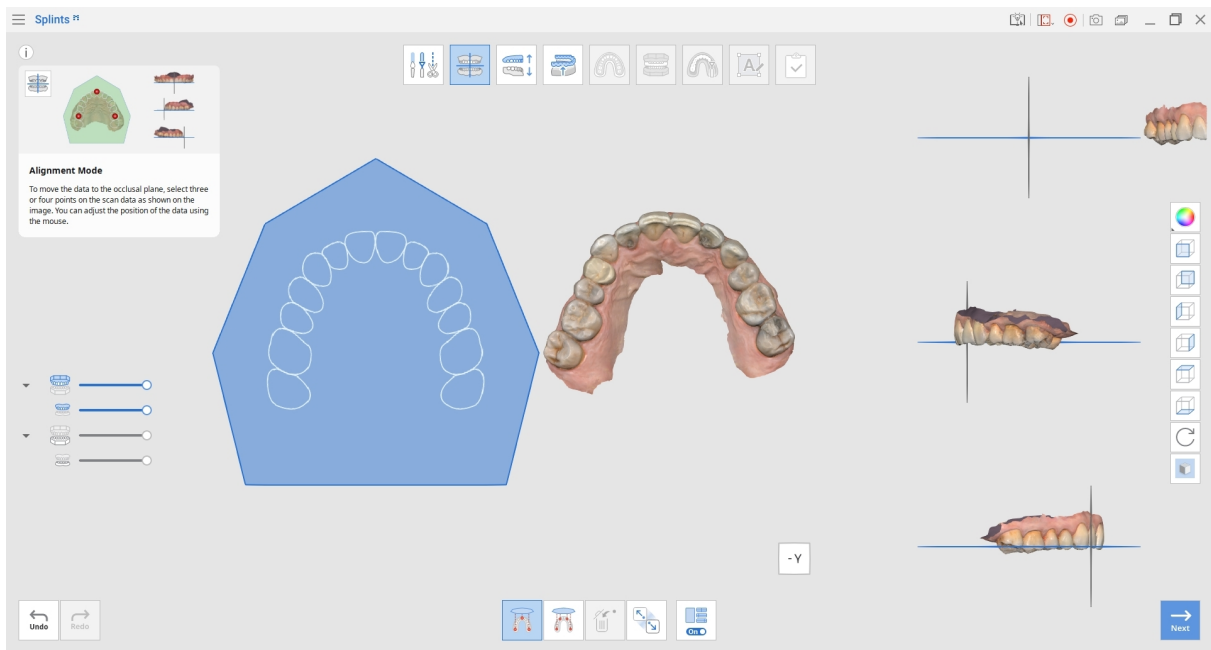 Splints
i
Alignment Mode
To move the data to the occlusal plane, select three
or four points on the scan data as shown on the
image. You can adjust the position of the data using
the mouse.
A
- Y
Undo
Redo
On
Next